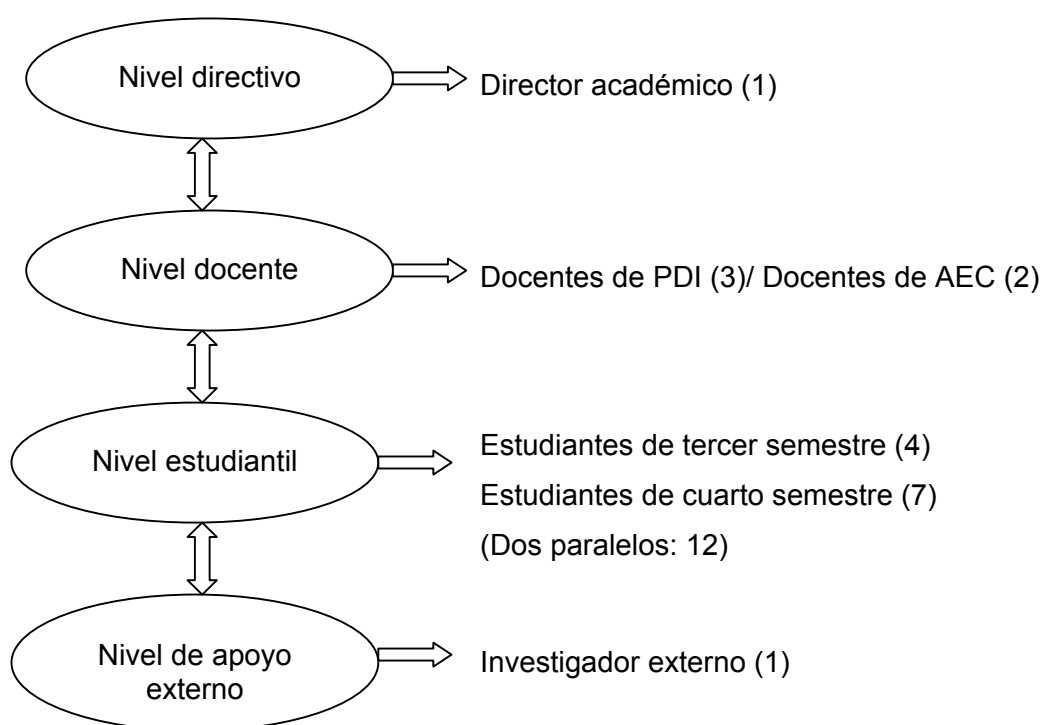 Nivel directivo
Director académico (1)
Nivel docente
Docentes de PDI (3)/ Docentes de AEC (2)
Nivel estudiantil
Estudiantes de tercer semestre (4)
Estudiantes de cuarto semestre (7)
(Dos paralelos: 12)
Nivel de apoyo
externo
Investigador externo (1)